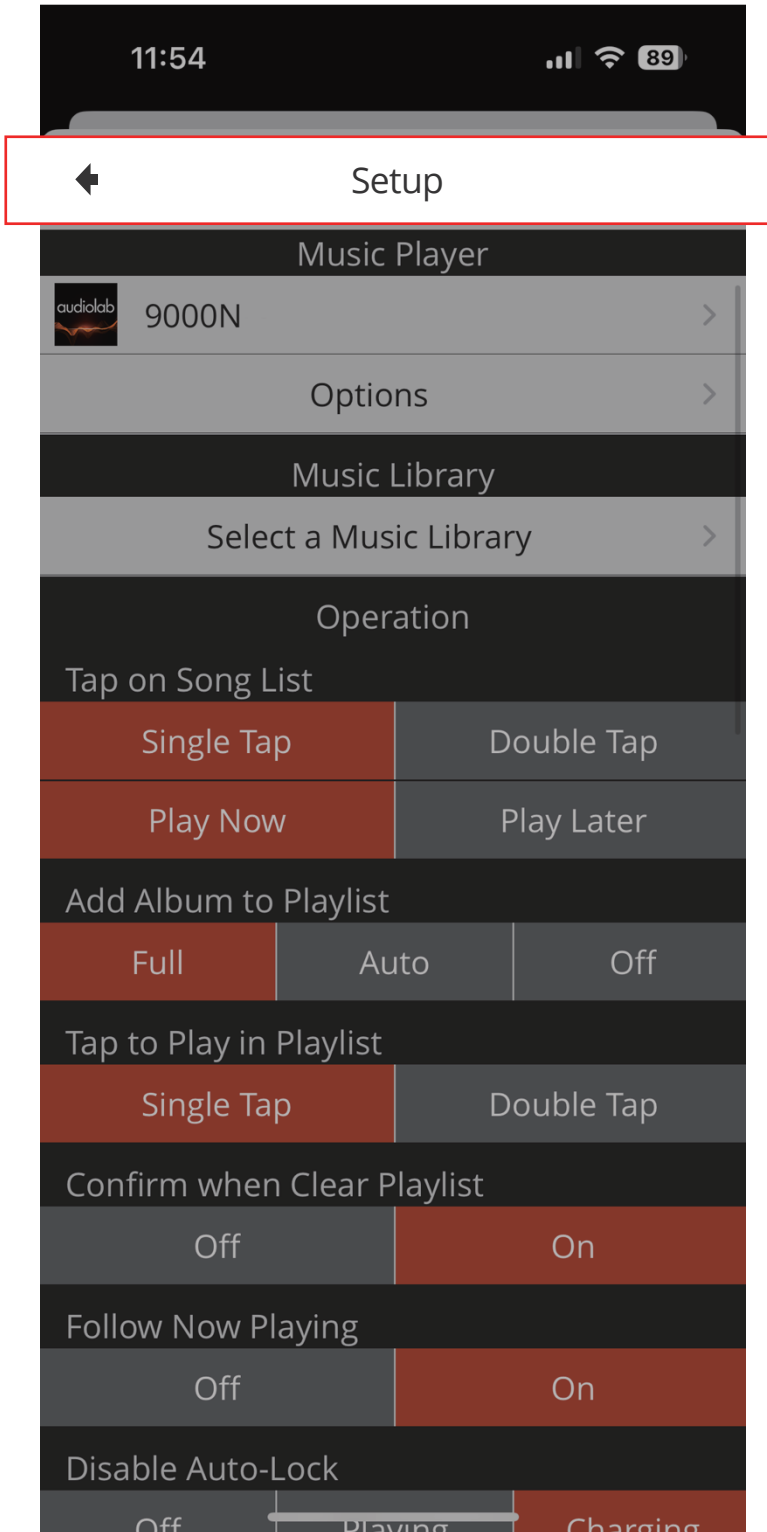 11:54
89
Setup
Music Player
audiolab
9000N
Options
Music Library
Select a Music Library
Operation
Tap on Song List
Single Tap Double Tap
Play Now Play Later
Add Album to Playlist
Full Auto Off
Tap to Play in Playlist
Single Tap Double Tap
Confirm when Clear Playlist
Off On
Follow Now Playing
Off On
Disable Auto-Lock
Off Playing Charging